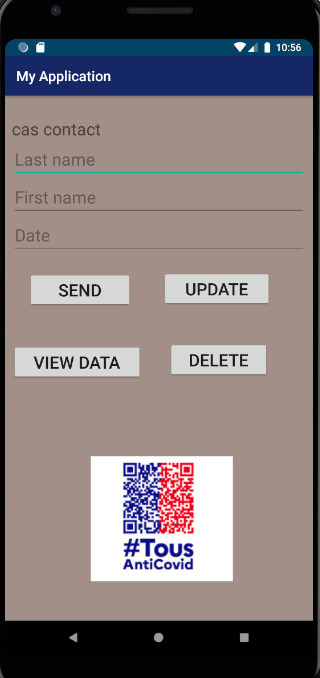 10:56
My Application
cas contact
Last name
First name
Date
SEND UPDATE
VIEW DATA DELETE
#Tous
AntiCovid